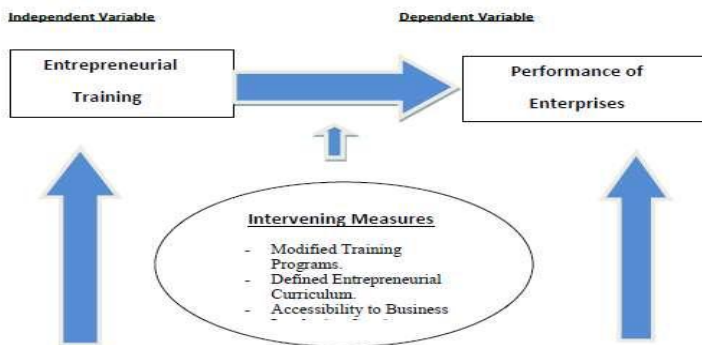 Independent Variable
Dependent Variable
Entrepreneurial
Training
Performance of
Enterprises
Intervening Measures
- Modified Training
Programs.
- Defined Entrepreneurial
Curriculum.
- Accessibility to Business